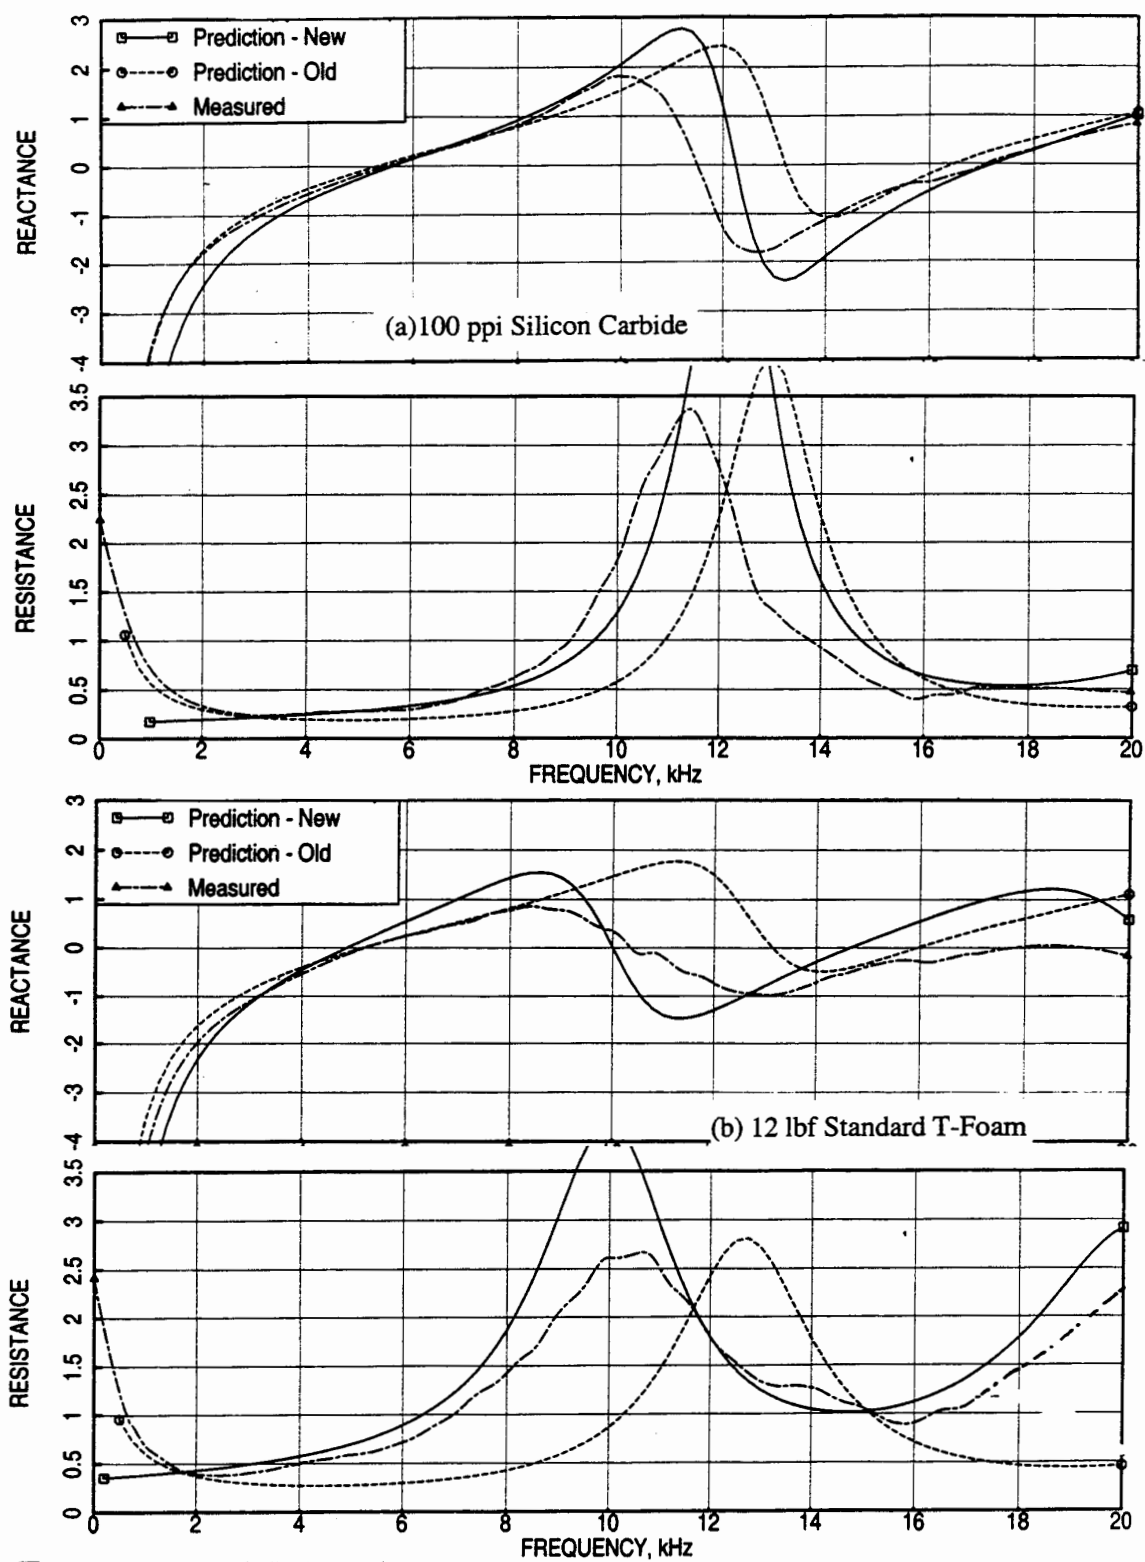 3
2
1
0
-1
-2
-3
-4
REACTANCE
Prediction - New
Prediction - Old
Measured
(a)100 ppi Silicon Carbide
3.5
3
2.5
2
1.5
1
0.5
0
RESISTANCE
0 2 4 6 8 10 12 14 16 18 20
FREQUENCY, kHz
3
2
1
0
-1
-2
-3
-4
REACTANCE
Prediction - New
Prediction - Old
Measured
(b) 12 lbf Standard T-Foam
3.5
3
2.5
2
1.5
1
0.5
0
RESISTANCE
0 2 4 6 8 10 12 14 16 18 20
FREQUENCY, kHz